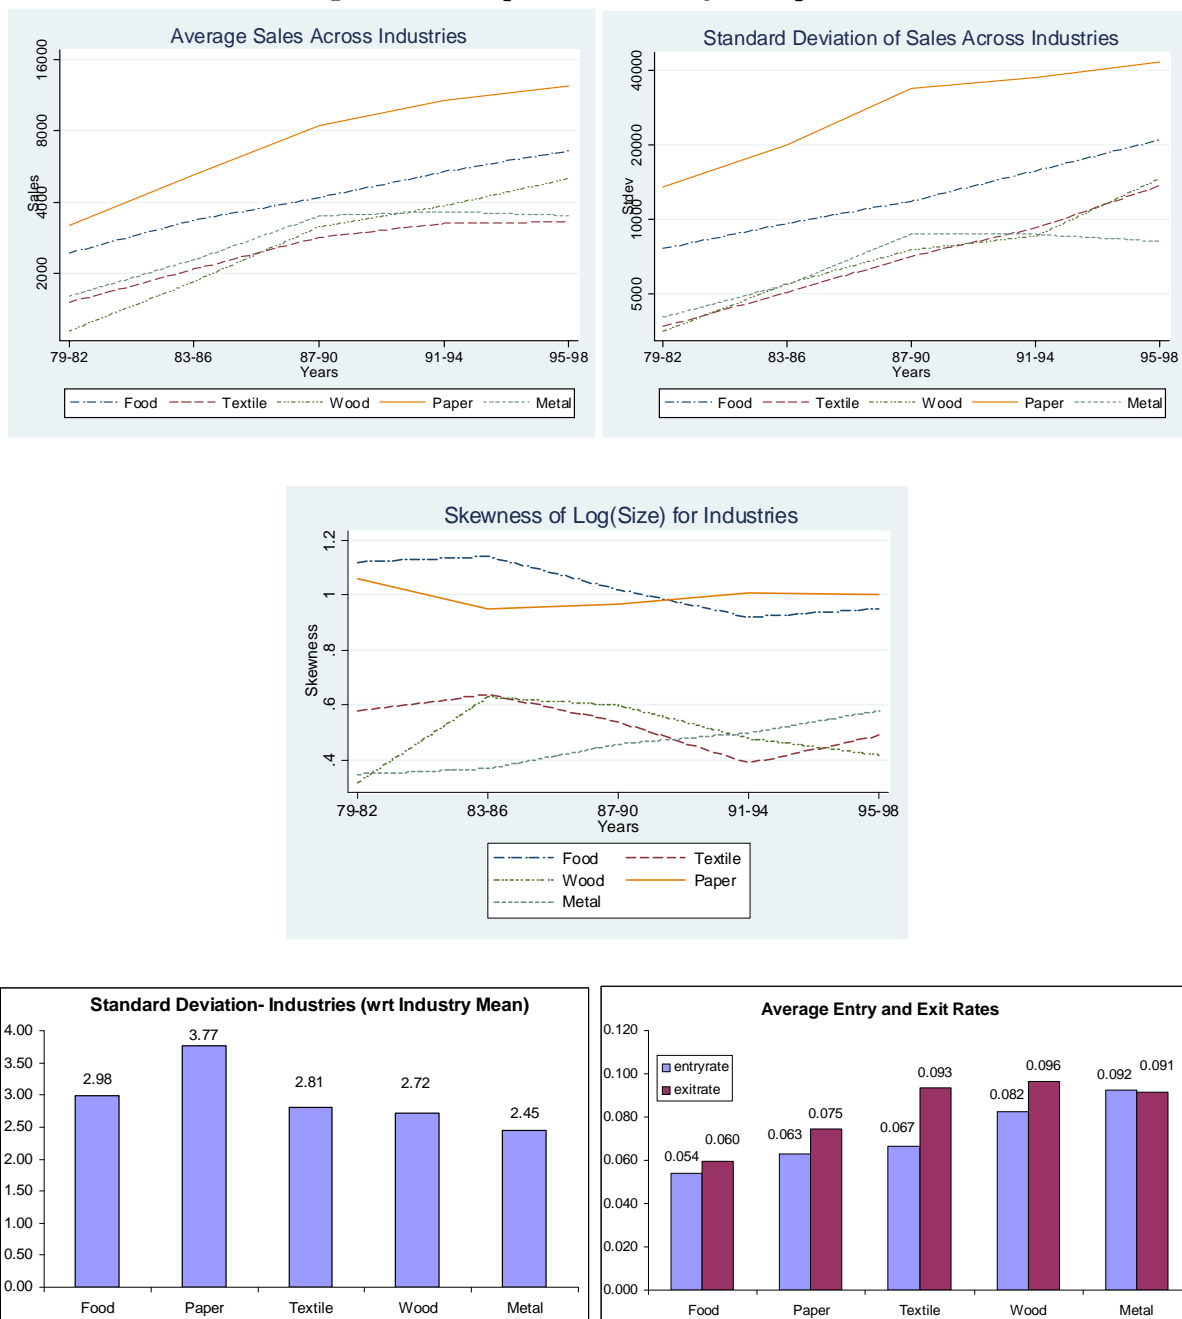 Average Sales Across Industries
16000
8000
4000
2000
Sales
79-82 83-86 87-90 91-94 95-98
Years
Food Textile Wood Paper Metal
Standard Deviation of Sales Across Industries
40000
20000
10000
5000
Stdev
79-82 83-86 87-90 91-94 95-98
Years
Food Textile Wood Paper Metal
Skewness of Log(Size) for Industries
1.2
1
.8
.6
.4
Skewness
79-82 83-86 87-90 91-94 95-98
Years
Food Textile
Wood Paper
Metal
Standard Deviation- Industries (wrt Industry Mean)
4.00
3.50
3.00
2.50
2.00
1.50
1.00
0.50
0.00
2.98 3.77 2.81 2.72 2.45
Food Paper Textile Wood Metal
Average Entry and Exit Rates
0.120
0.100
0.080
0.060
0.040
0.020
0.000
entryrate
exitrate
0.054 0.060 0.063 0.075 0.067 0.093 0.082 0.096 0.092 0.091
Food Paper Textile Wood Metal